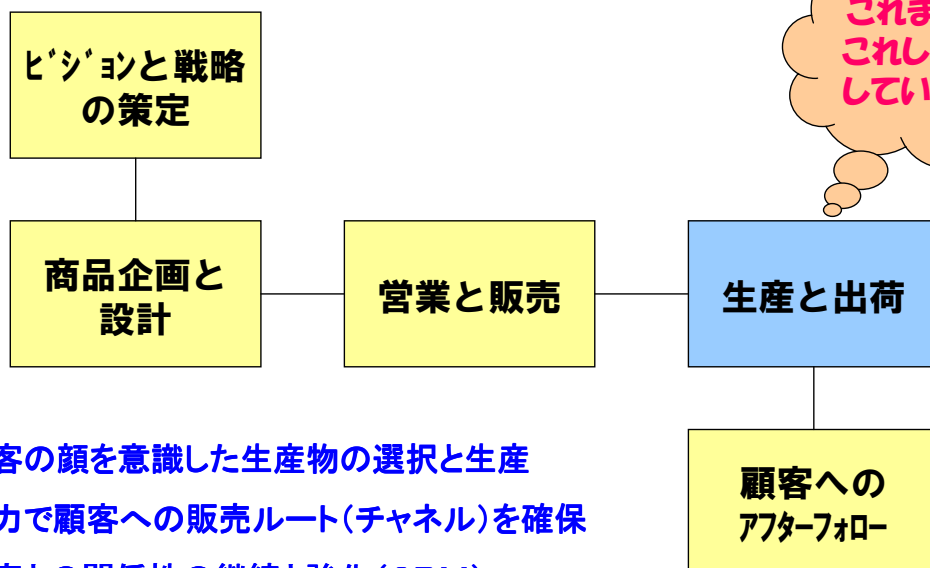 これま
これし
してい
ﾋﾞｼﾞｮﾝと戦略
の策定
商品企画と
設計
営業と販売
生産と出荷
客の顔を意識した生産物の選択と生産
力で顧客への販売ルート(チャネル)を確保
顧客への
ｱﾌﾀｰﾌｫﾛｰ